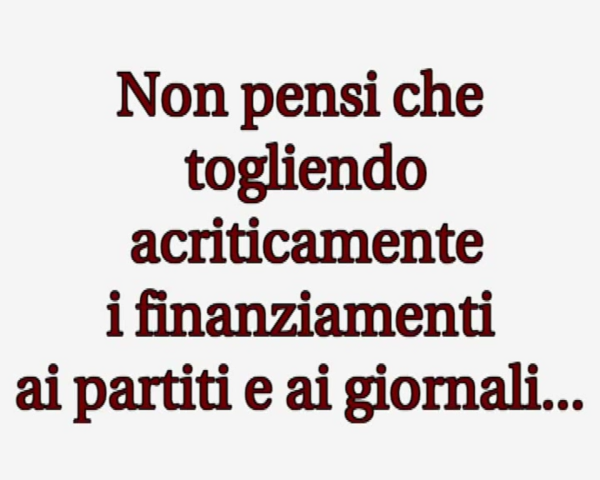 Non pensi che
togliendo
acriticamente
i finanziamenti
ai partiti e ai giornali...